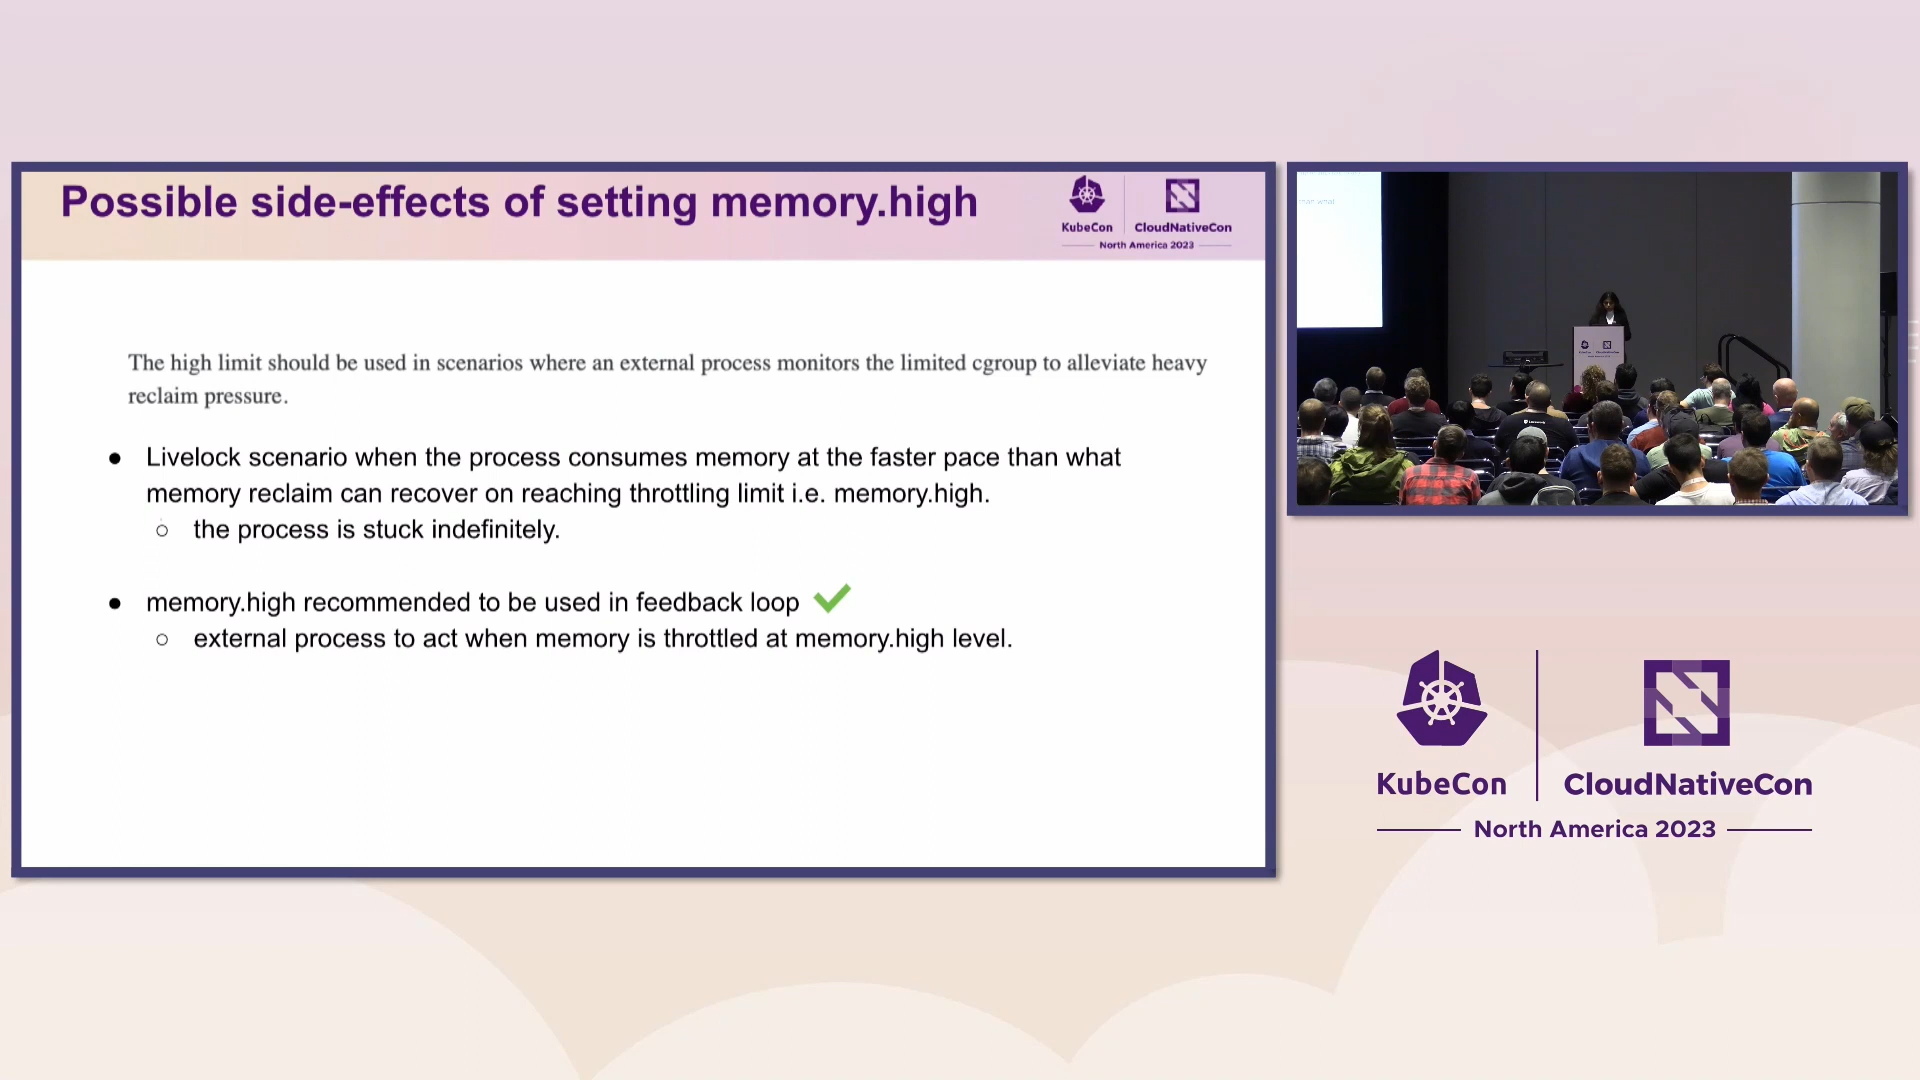 Possible side-effects of setting memory.high
KubeCon
CloudNativeCon
North America 2023
The high limit should be used in scenarios where an external process monitors the limited cgroup to alleviate heavy
reclaim pressure.
● Livelock scenario when the process consumes memory at the faster pace than what
memory reclaim can recover on reaching throttling limit i.e. memory.high.
○ the process is stuck indefinitely.
● memory.high recommended to be used in feedback loop
○ external process to act when memory is throttled at memory.high level.
than what
KubeCon
CloudNativeCon
North America 2023